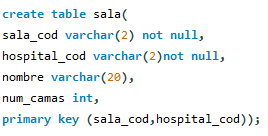 create table sala(
sala_cod varchar(2) not null,
hospital_cod varchar(2)not null,
nombre varchar(20),
num_camas int,
primary key (sala_cod,hospital_cod));